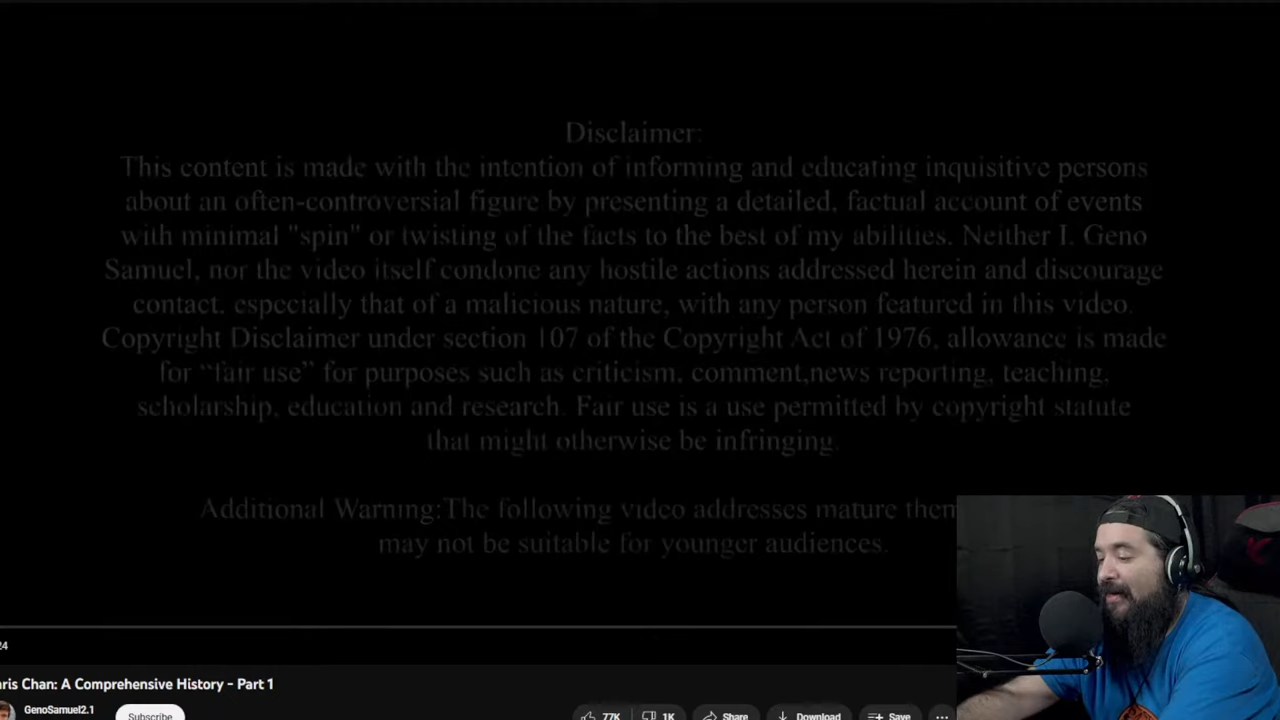 Disclaimer:
This content is made with the intention of informing and educating inquisitive persons
about an often-controversial figure by presenting a detailed, factual account of events
with minimal "spin" or twisting of the facts to the best of my abilities. Neither I, Geno
Samuel, nor the video itself condone any hostile actions addressed herein and discourage
contact, especially that of a malicious nature, with any person featured in this video.
Copyright Disclaimer under section 107 of the Copyright Act of 1976, allowance is made
for “fair use” for purposes such as criticism, comment,news reporting, teaching,
scholarship, education and research. Fair use is a use permitted by copyright statute
that might otherwise be infringing.
Additional Warning:The following video addresses mature them
may not be suitable for younger audiences.
24
aris Chan: A Comprehensive History - Part 1
GenoSamuel2.1
Subscribe
77K
1K
Share
Download
Save